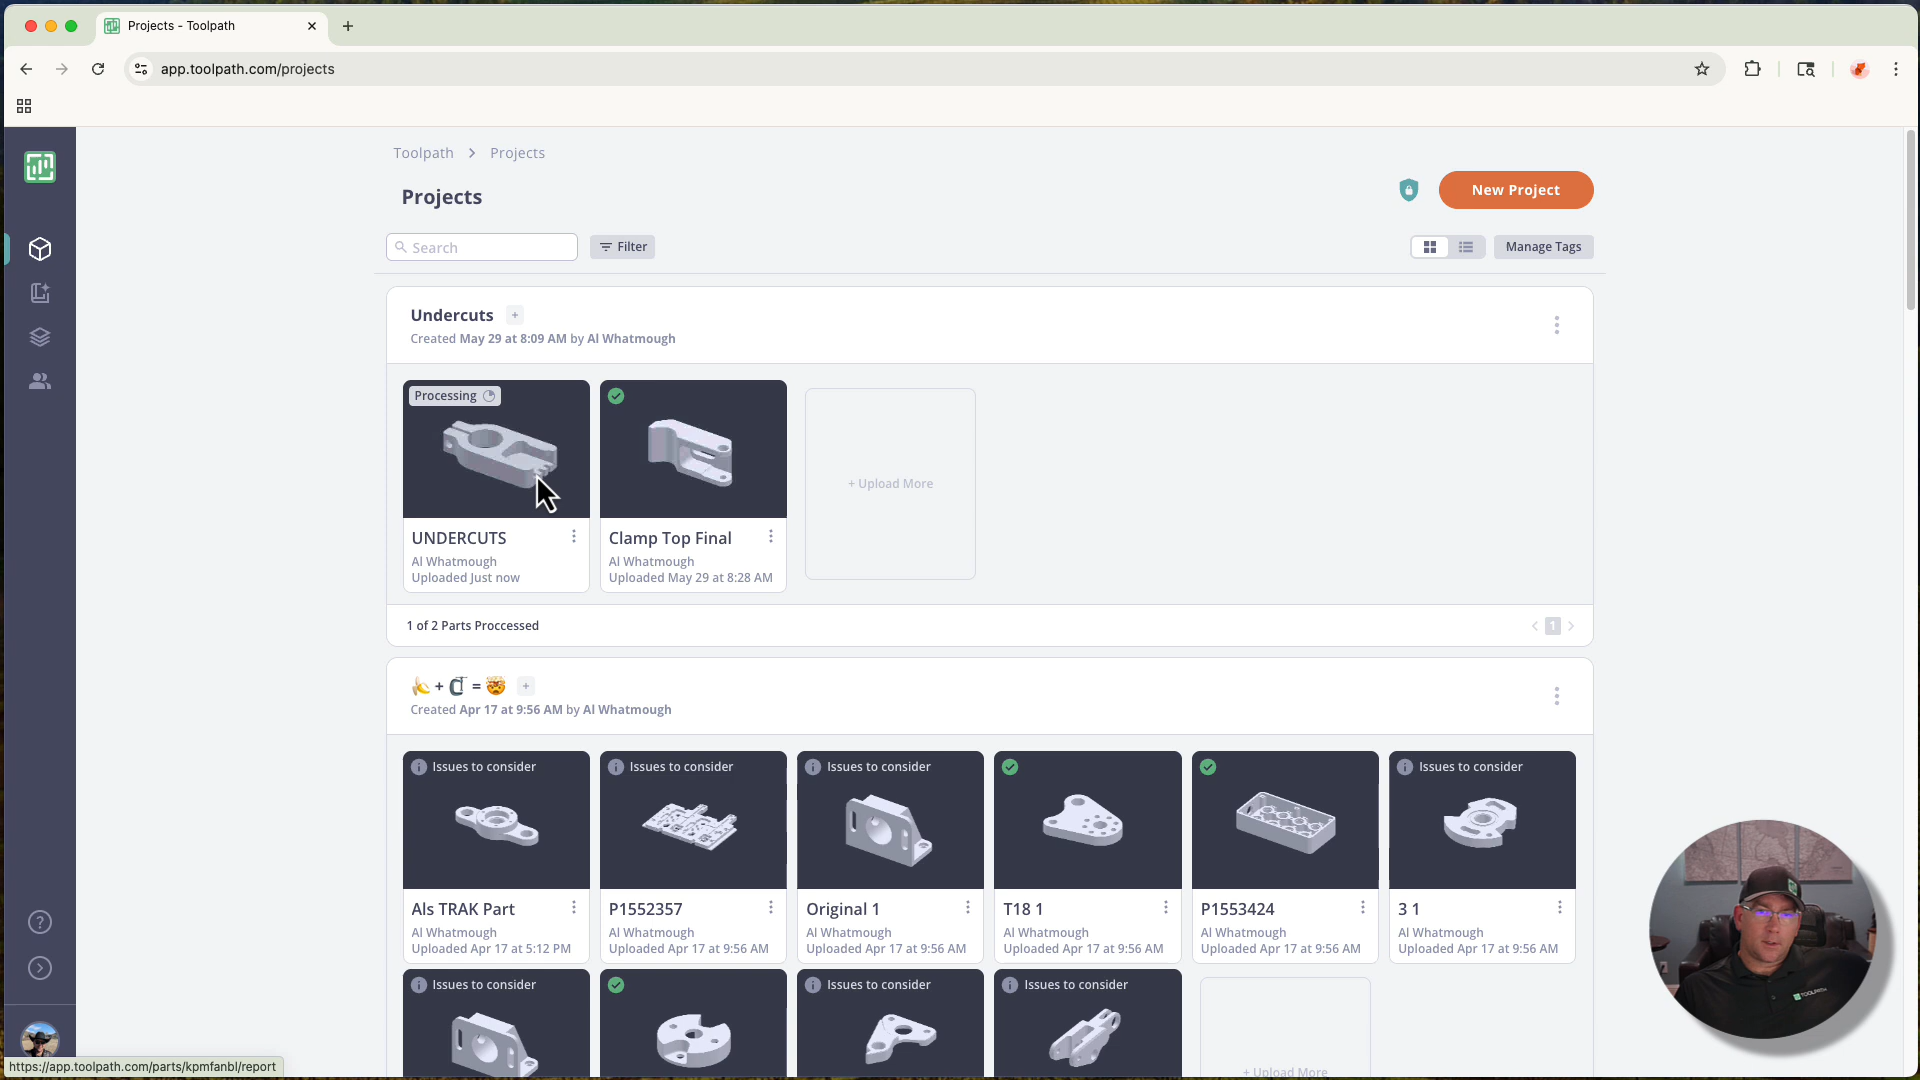 Projects - Toolpath
app.toolpath.com/projects
Toolpath > Projects
Projects
New Project
Search
Filter
Manage Tags
Undercuts +
Created May 29 at 8:09 AM by Al Whatmough
Processing
UNDERCUTS
Al Whatmough
Uploaded Just now
Clamp Top Final
Al Whatmough
Uploaded May 29 at 8:28 AM
+ Upload More
1 of 2 Parts Proccessed
1
🍌 + 🗜 = 🤯 +
Created Apr 17 at 9:56 AM by Al Whatmough
Issues to consider
Als TRAK Part
Al Whatmough
Uploaded Apr 17 at 5:12 PM
Issues to consider
P1552357
Al Whatmough
Uploaded Apr 17 at 9:56 AM
Issues to consider
Original 1
Al Whatmough
Uploaded Apr 17 at 9:56 AM
T18 1
Al Whatmough
Uploaded Apr 17 at 9:56 AM
P1553424
Al Whatmough
Uploaded Apr 17 at 9:56 AM
Issues to consider
3 1
Al Whatmough
Uploaded Apr 17 at 9:56 AM
Issues to consider
Issues to consider
Issues to consider
+ Upload More
TOOLPATH
https://app.toolpath.com/parts/kpmfanbl/report